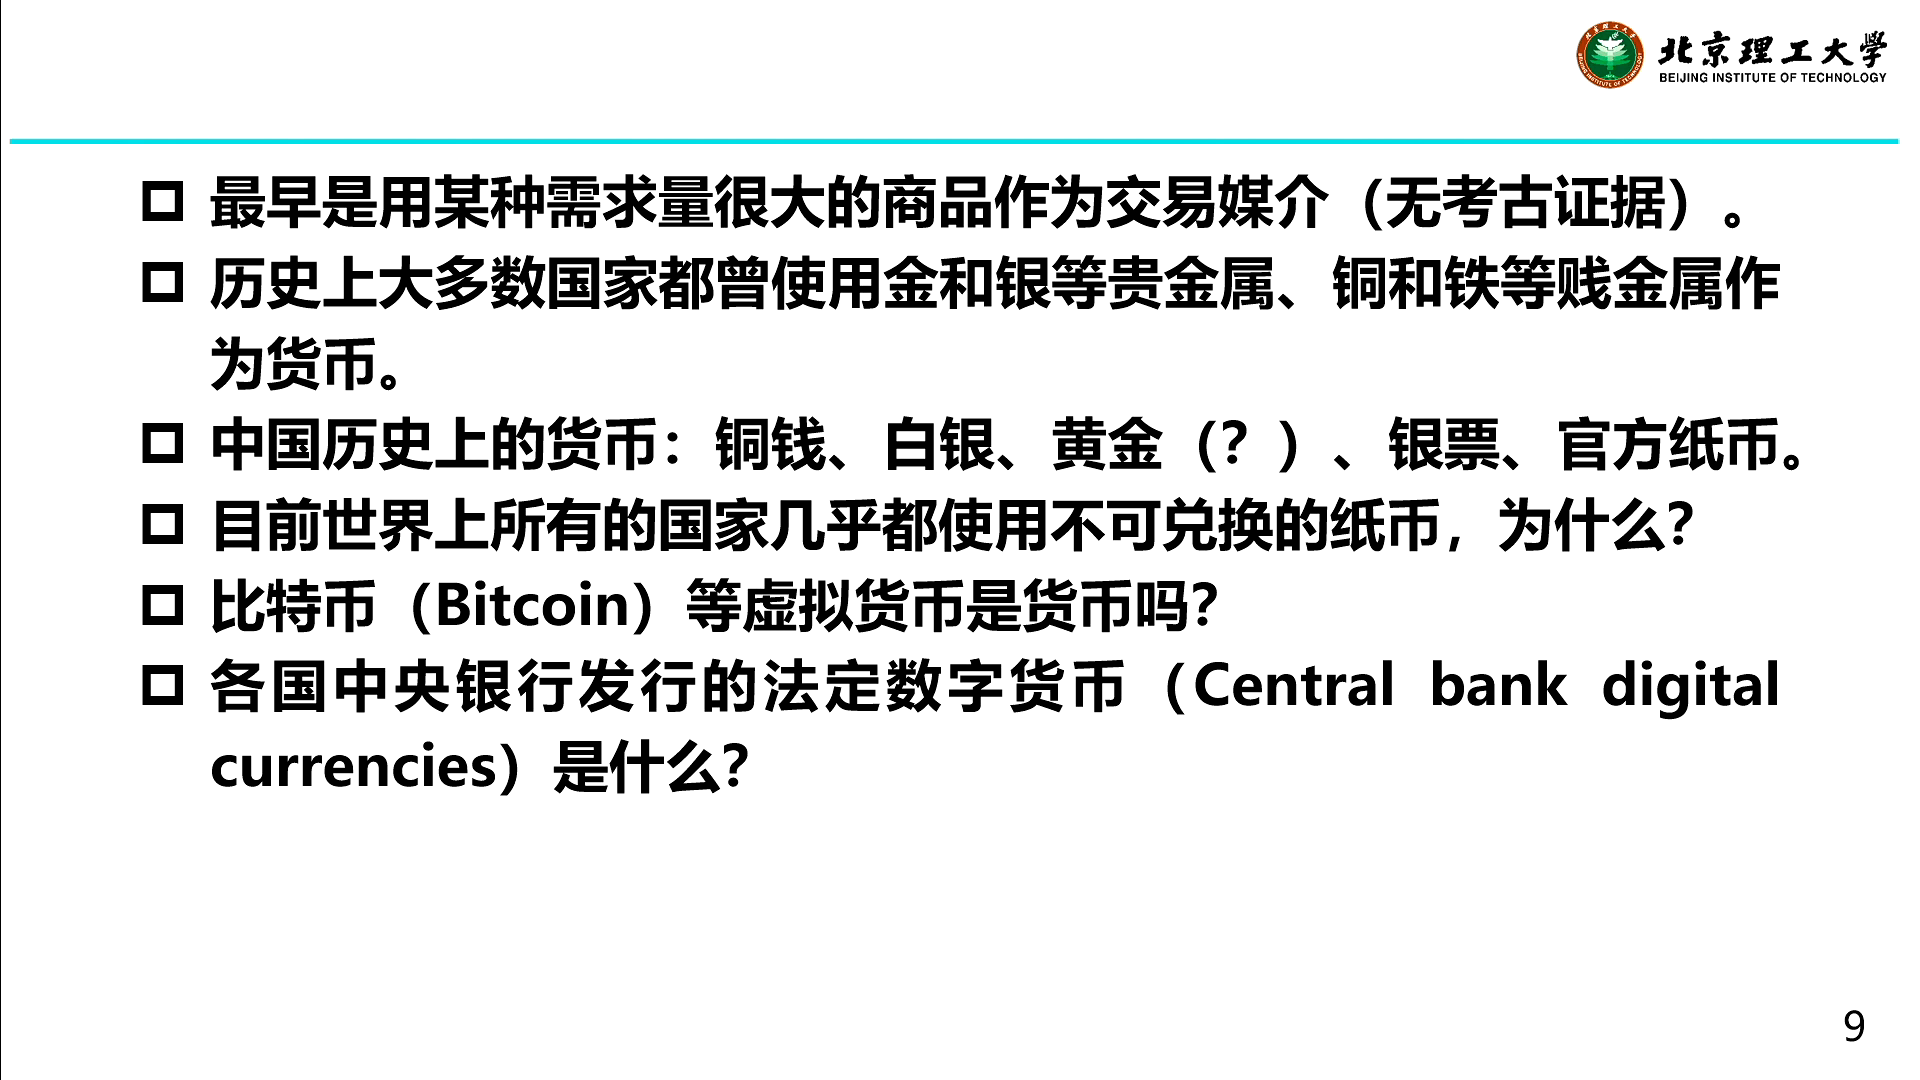 北京理工大学
BEIJING INSTITUTE OF TECHNOLOGY
最早是用某种需求量很大的商品作为交易媒介（无考古证据）。
历史上大多数国家都曾使用金和银等贵金属、铜和铁等贱金属作
为货币。
中国历史上的货币：铜钱、白银、黄金（？）、银票、官方纸币。
目前世界上所有的国家几乎都使用不可兑换的纸币，为什么？
比特币（Bitcoin）等虚拟货币是货币吗？
各国中央银行发行的法定数字货币（Central bank digital
currencies）是什么？
9